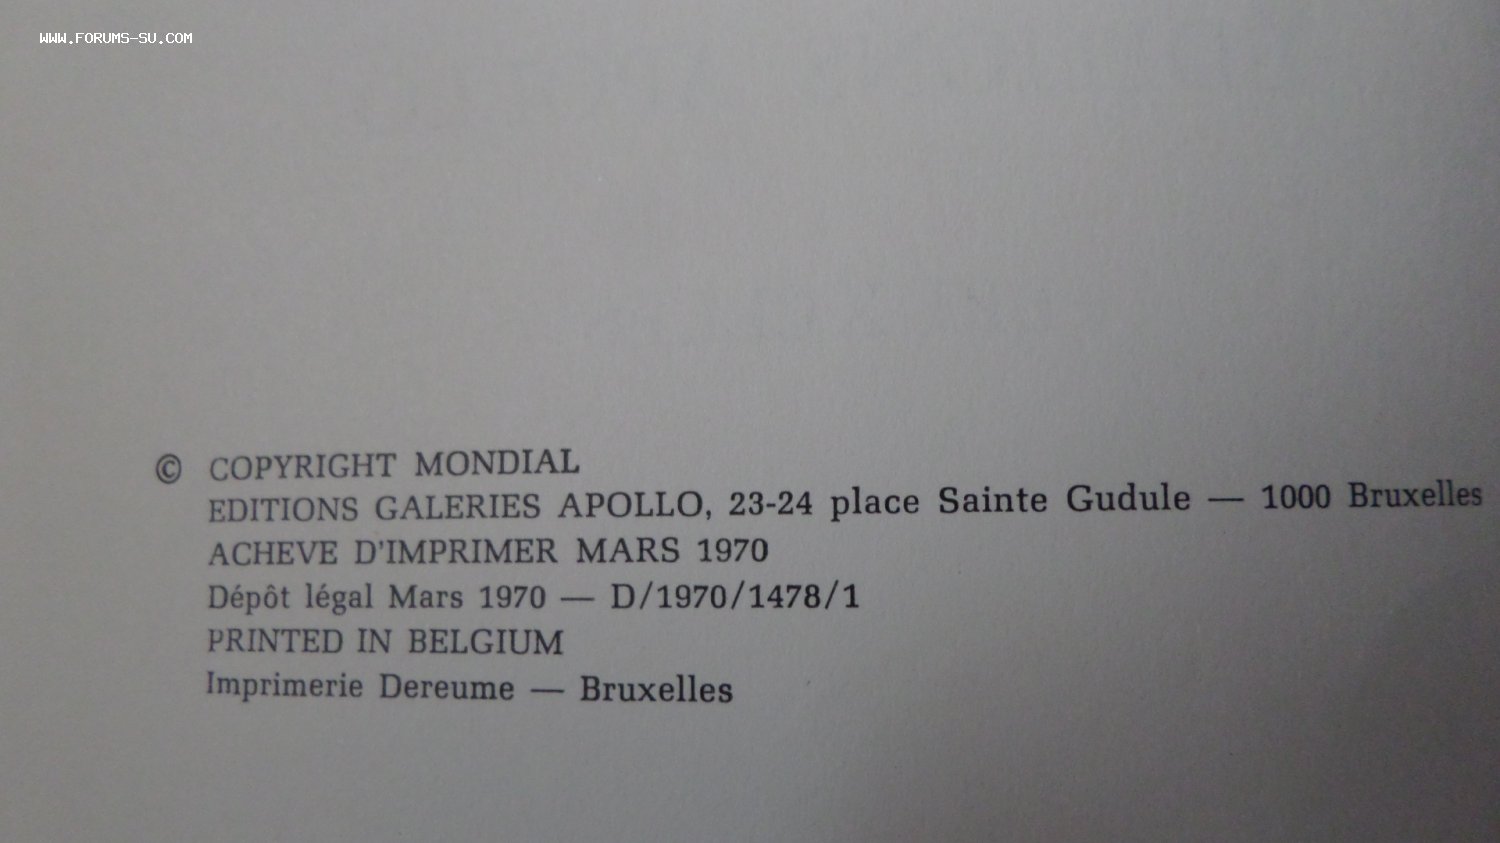 WWW.FORUMS-SU.COM
© COPYRIGHT MONDIAL
EDITIONS GALERIES APOLLO, 23-24 place Sainte Gudule — 1000 Bruxelles
ACHEVE D'IMPRIMER MARS 1970
Dépôt légal Mars 1970 — D/1970/1478/1
PRINTED IN BELGIUM
Imprimerie Dereume — Bruxelles